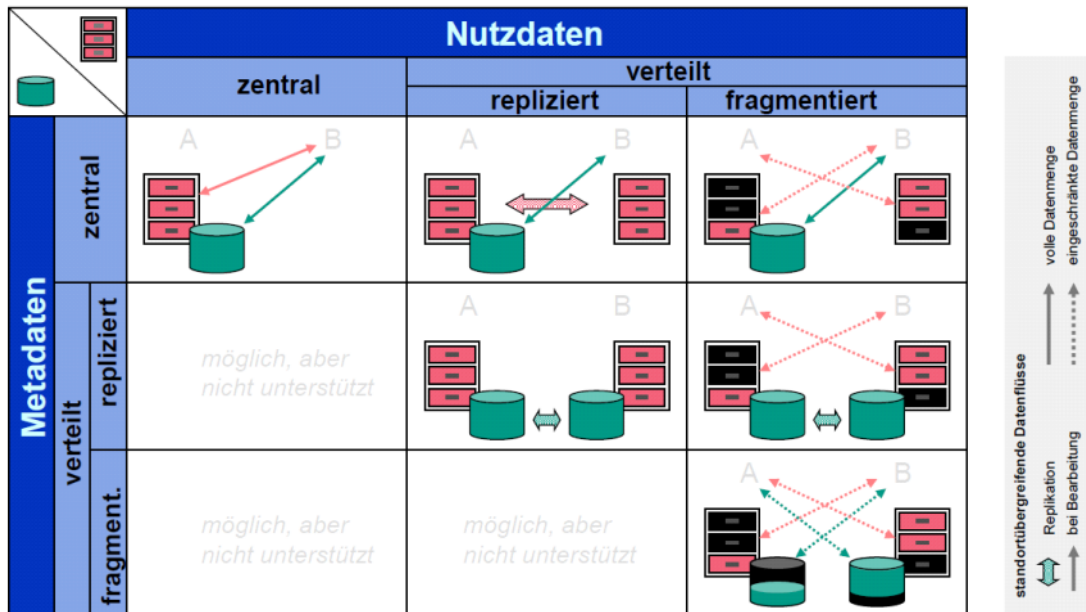 Nutzdaten
zentral
verteilt
repliziert
fragmentiert
Metadaten
zentral
A
B
A
B
A
B
verteilt
repliziert
möglich, aber
nicht unterstützt
A
B
A
B
fragment.
möglich, aber
nicht unterstützt
möglich, aber
nicht unterstützt
A
B
standortübergreifende Datenflüsse
Replikation
bei Bearbeitung
volle Datenmenge
eingeschränkte Datenmenge